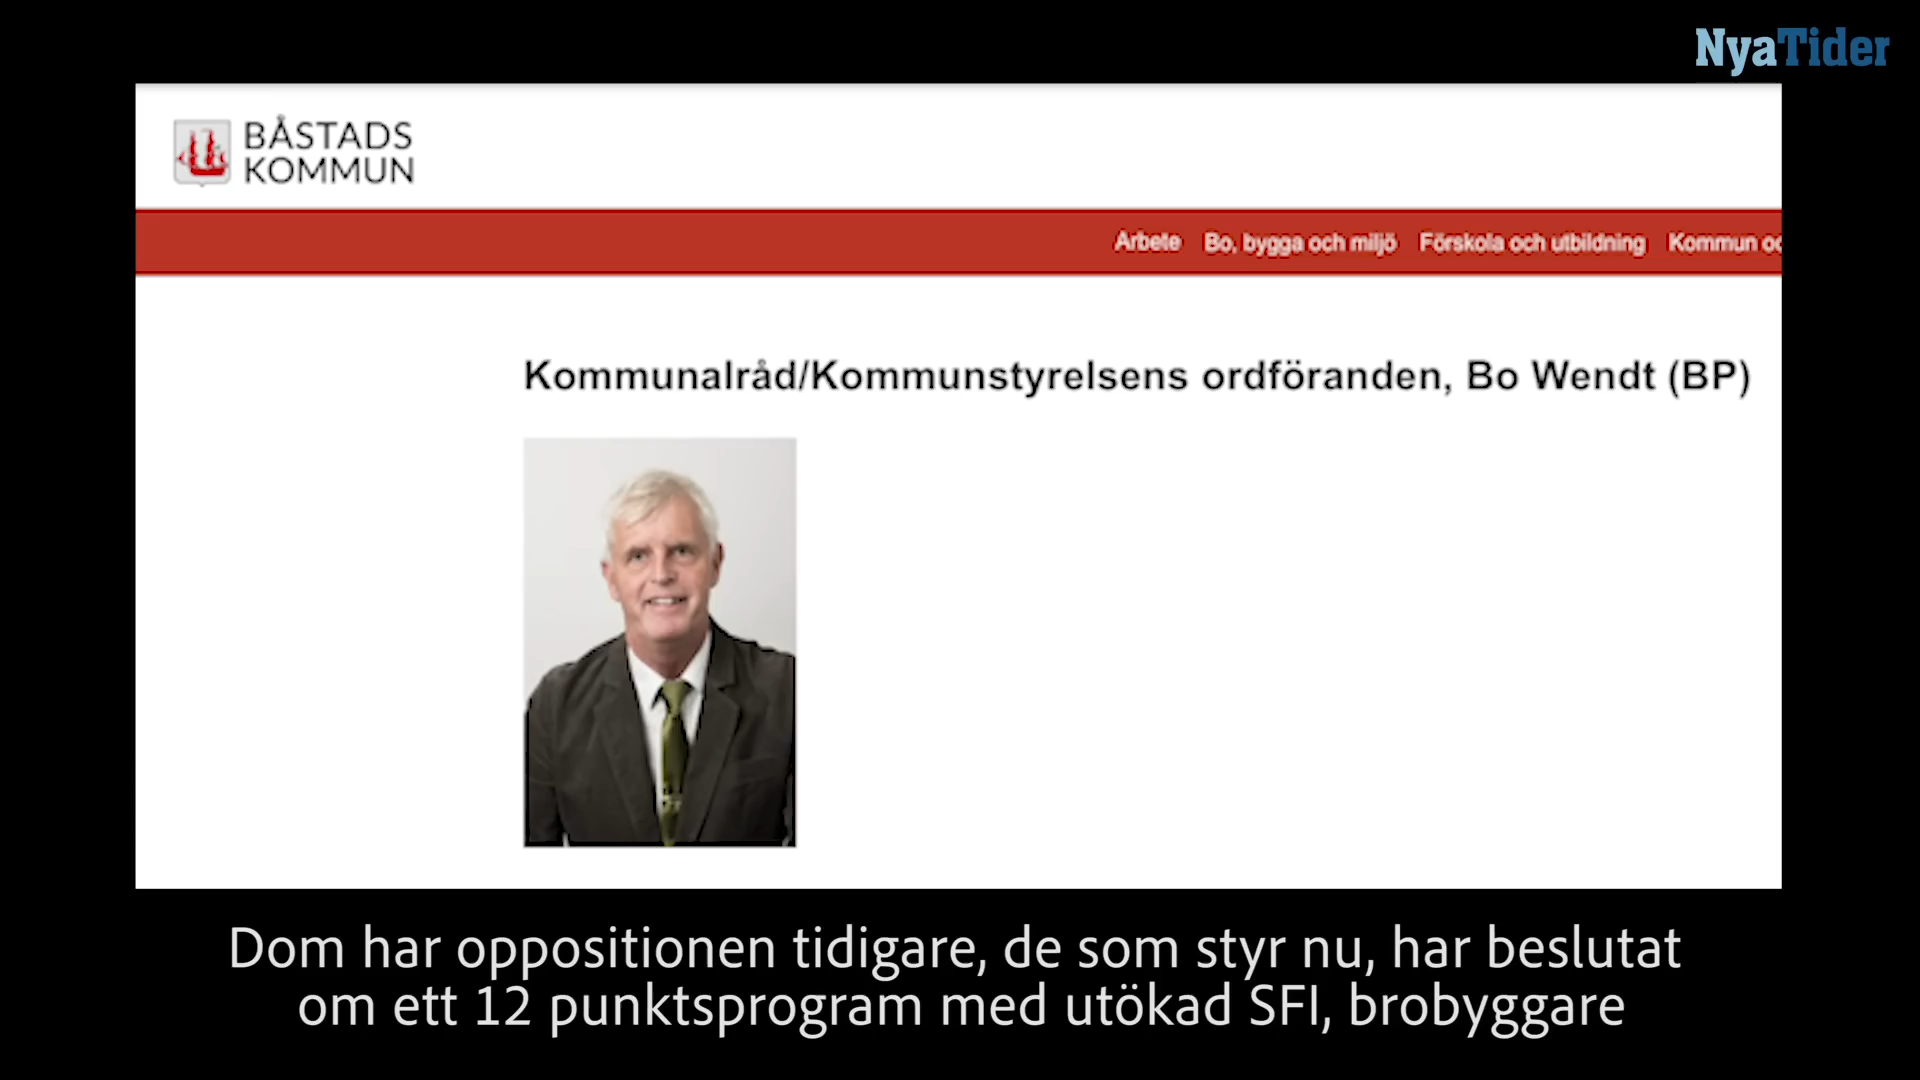 NyaTider
BÅSTADS
KOMMUN
Arbete Bo, bygga och miljö Förskola och utbildning Kommun oc
Kommunalråd/Kommunstyrelsens ordföranden, Bo Wendt (BP)
Dom har oppositionen tidigare, de som styr nu, har beslutat
om ett 12 punktsprogram med utökad SFI, brobyggare